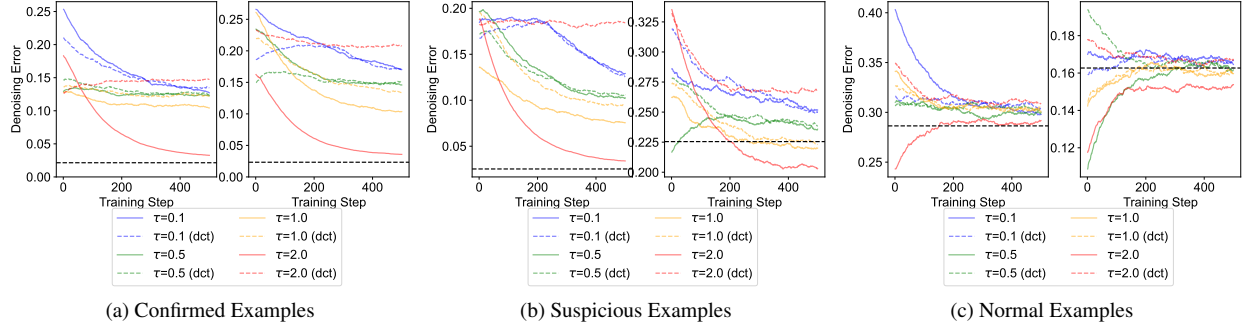 Denoising Error
0.25
0.20
0.15
0.10
0.05
0.00
0 200 400
0.25
0.20
0.15
0.10
0.05
0.00
0 200 400
Training Step
τ=0.1 τ=1.0
τ=0.1 (dct) τ=1.0 (dct)
τ=0.5 τ=2.0
τ=0.5 (dct) τ=2.0 (dct)
(a) Confirmed Examples
Denoising Error
0.20
0.15
0.10
0.05
0 200 400
0.325
0.300
0.275
0.250
0.225
0.200
0 200 400
Training Step
τ=0.1 τ=1.0
τ=0.1 (dct) τ=1.0 (dct)
τ=0.5 τ=2.0
τ=0.5 (dct) τ=2.0 (dct)
(b) Suspicious Examples
Denoising Error
0.40
0.35
0.30
0.25
0 200 400
0.18
0.16
0.14
0.12
0 200 400
Training Step
τ=0.1 τ=1.0
τ=0.1 (dct) τ=1.0 (dct)
τ=0.5 τ=2.0
τ=0.5 (dct) τ=2.0 (dct)
(c) Normal Examples